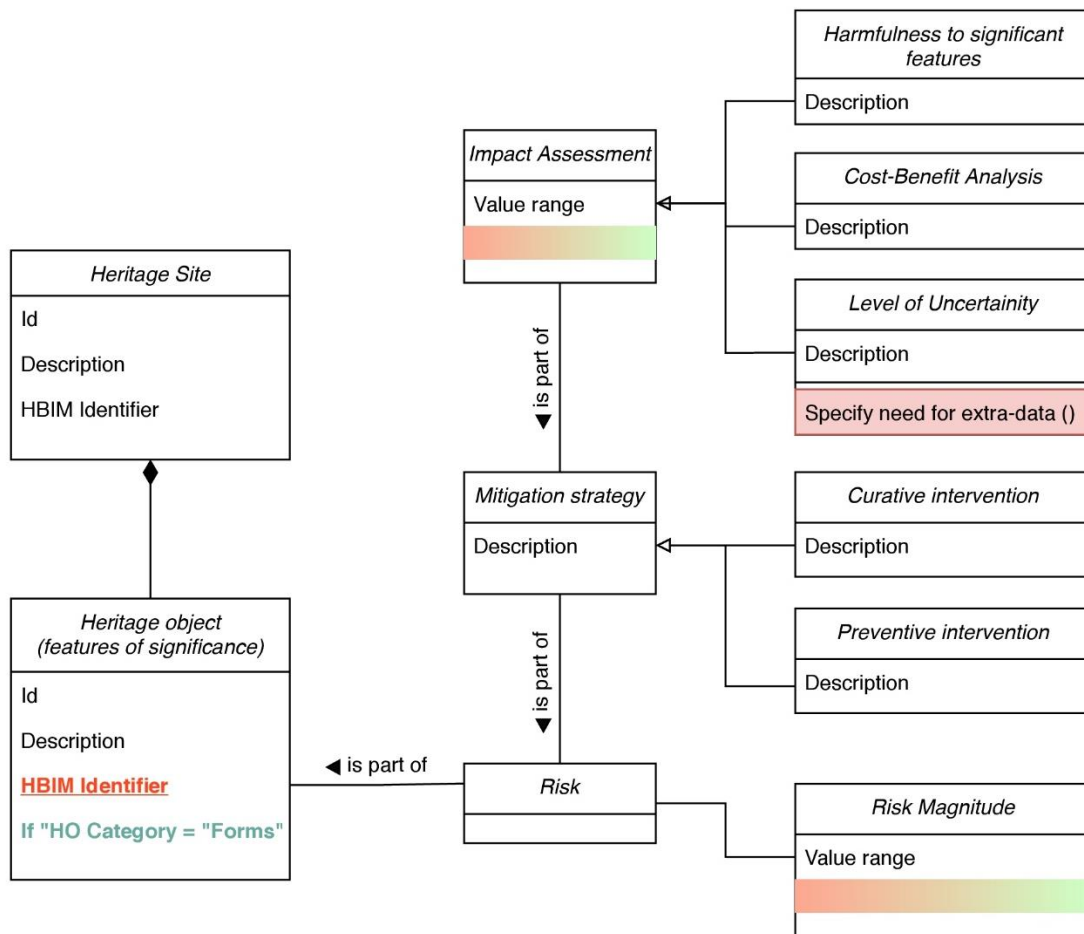 Harmfulness to significant
features
Description
Impact Assessment
Value range
Cost-Benefit Analysis
Description
Heritage Site
Id
Description
HBIM Identifier
Level of Uncertainity
Description
Specify need for extra-data ()
◀ is part of
Mitigation strategy
Description
Curative intervention
Description
Heritage object
(features of significance)
Id
Description
HBIM Identifier
If "HO Category = "Forms"
Preventive intervention
Description
◀ is part of
◀ is part of
Risk
Risk Magnitude
Value range